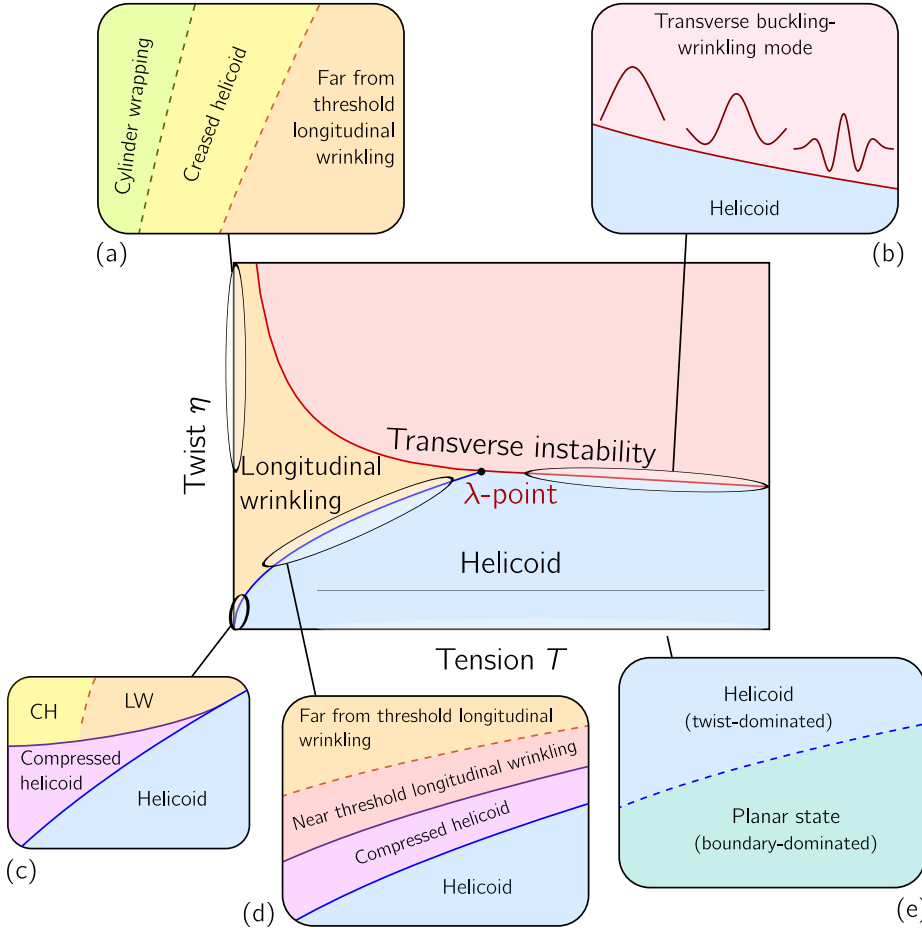 Cylinder wrapping
Creased helicoid
Far from
threshold
longitudinal
wrinkling
(a)
Transverse buckling-
wrinkling mode
Helicoid
(b)
Twist η
Transverse instability
Longitudinal
wrinkling
λ-point
Helicoid
Tension T
CH
LW
Compressed
helicoid
Helicoid
(c)
Far from threshold longitudinal
wrinkling
Near threshold longitudinal wrinkling
Compressed helicoid
Helicoid
(d)
Helicoid
(twist-dominated)
Planar state
(boundary-dominated)
(e)